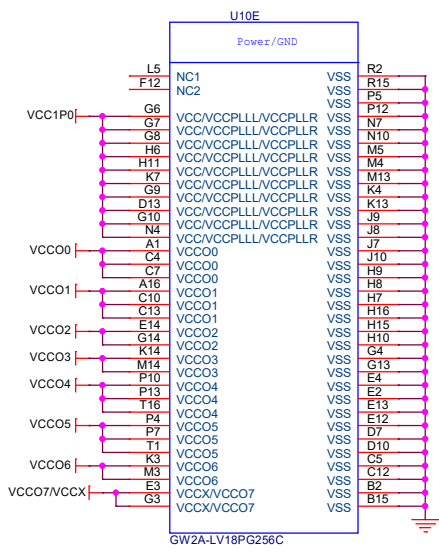 U10E
Power/GND
L5 NC1 VSS R2
F12 NC2 VSS R15
VSS P5
VCC1P0 G6 VCC/VCCPLLL/VCCPLLR VSS P12
G7 VCC/VCCPLLL/VCCPLLR VSS N7
G8 VCC/VCCPLLL/VCCPLLR VSS N10
H6 VCC/VCCPLLL/VCCPLLR VSS M5
H11 VCC/VCCPLLL/VCCPLLR VSS M4
K7 VCC/VCCPLLL/VCCPLLR VSS M13
G9 VCC/VCCPLLL/VCCPLLR VSS K4
D13 VCC/VCCPLLL/VCCPLLR VSS K13
G10 VCC/VCCPLLL/VCCPLLR VSS J9
N4 VCC/VCCPLLL/VCCPLLR VSS J8
VCCO0 A1 VCCO0 VSS J7
C4 VCCO0 VSS J10
C7 VCCO0 VSS H9
VCCO1 A16 VCCO1 VSS H8
C10 VCCO1 VSS H7
C13 VCCO1 VSS H16
VCCO2 E14 VCCO2 VSS H15
G14 VCCO2 VSS H10
VCCO3 K14 VCCO3 VSS G4
M14 VCCO3 VSS G13
VCCO4 P10 VCCO4 VSS E4
P13 VCCO4 VSS E2
T16 VCCO4 VSS E13
VCCO5 P4 VCCO5 VSS E12
P7 VCCO5 VSS D7
T1 VCCO5 VSS D10
VCCO6 K3 VCCO6 VSS C5
M3 VCCO6 VSS C12
VCCO7/VCCX E3 VCCX/VCCO7 VSS B2
G3 VCCX/VCCO7 VSS B15
GW2A-LV18PG256C